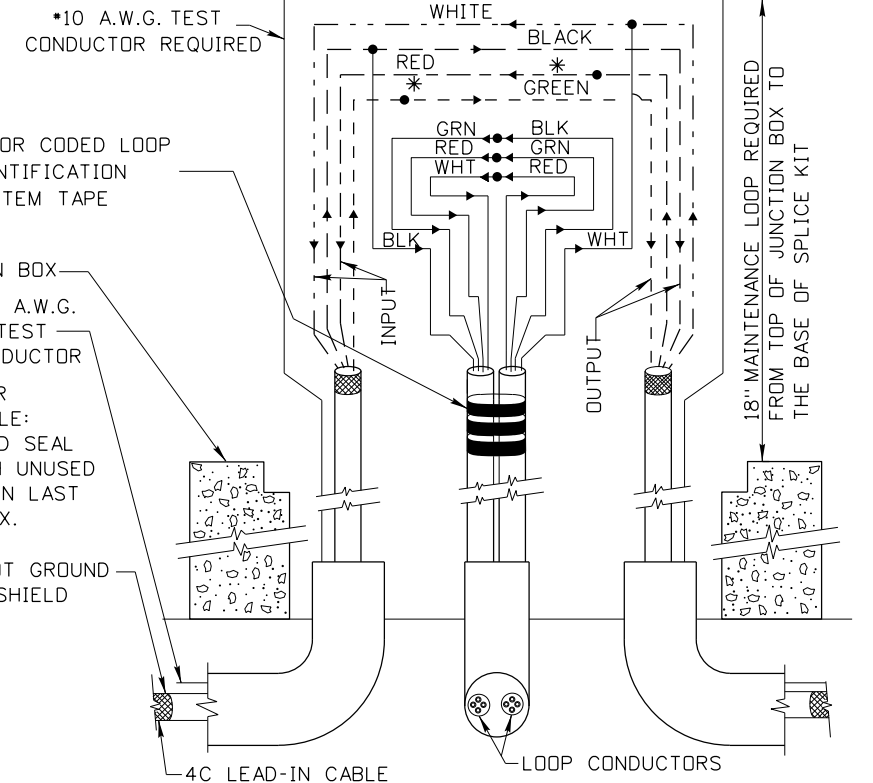 *10 A.W.G. TEST
CONDUCTOR REQUIRED
WHITE
BLACK
RED
*
*
GREEN
OR CODED LOOP
NTIFICATION
TEM TAPE
GRN BLK
RED GRN
WHT RED
BLK WHT
INPUT
OUTPUT
18" MAINTENANCE LOOP REQUIRED
FROM TOP OF JUNCTION BOX TO
THE BASE OF SPLICE KIT
N BOX
A.W.G.
TEST
NDUCTOR
R
LE:
D SEAL
H UNUSED
N LAST
X.
OT GROUND
SHIELD
4C LEAD-IN CABLE
LOOP CONDUCTORS